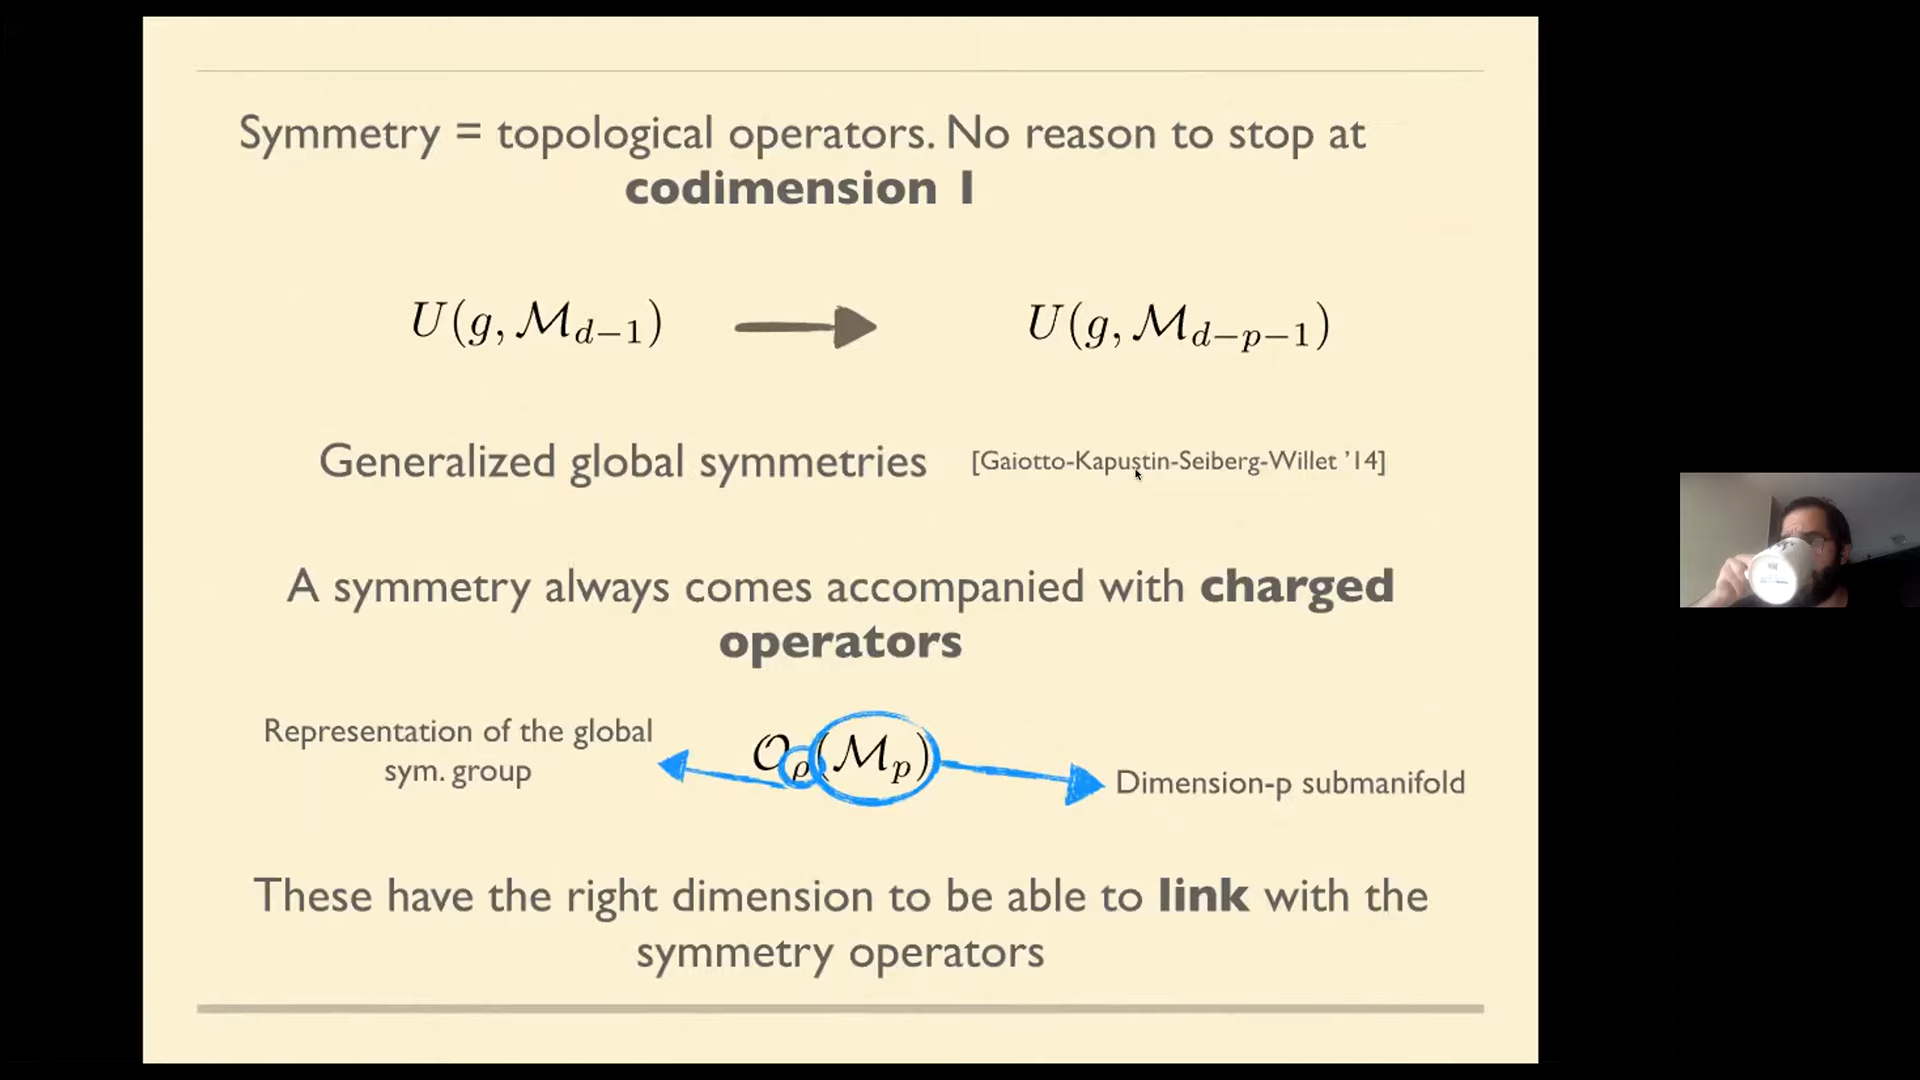 Symmetry = topological operators. No reason to stop at
codimension 1
U(g, ℳ_{d−1}) → U(g, ℳ_{d−p−1})
Generalized global symmetries [Gaiotto-Kapustin-Seiberg-Willet ’14]
A symmetry always comes accompanied with charged
operators
Representation of the global
sym. group
𝒪_ρ(ℳ_p)
Dimension-p submanifold
These have the right dimension to be able to link with the
symmetry operators